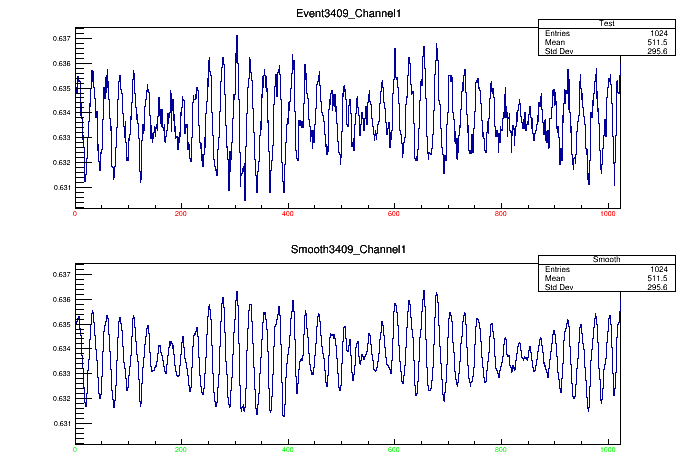 Event3409_Channel1
Test
Entries 1024
Mean 511.5
Std Dev 295.6
0.637
0.636
0.635
0.634
0.633
0.632
0.631
0 200 400 600 800 1000
Smooth3409_Channel1
Smooth
Entries 1024
Mean 511.5
Std Dev 295.6
0.637
0.636
0.635
0.634
0.633
0.632
0.631
0 200 400 600 800 1000